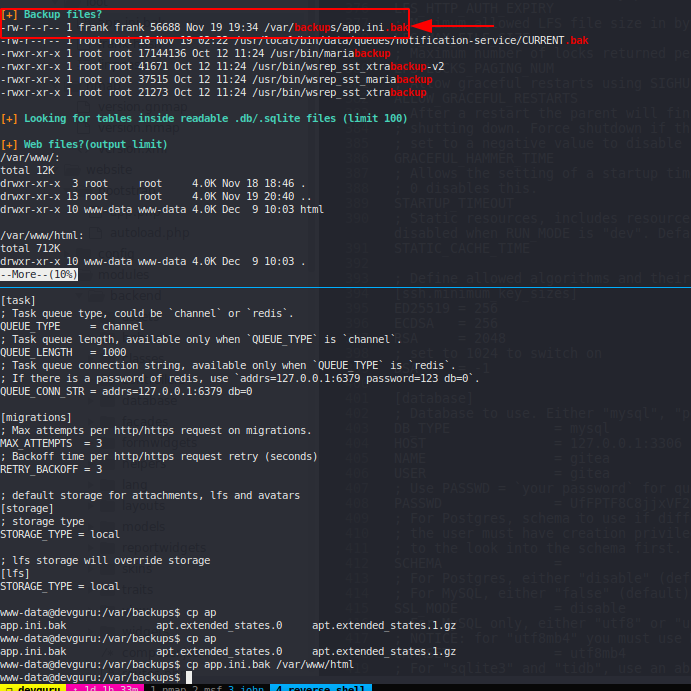 [+] Backup files?
-rw-r--r-- 1 frank frank 56688 Nov 19 19:34 /var/backups/app.ini.bak
-rw-r--r-- 1 root root 16 Nov 19 02:22 /usr/local/bin/data/queues/notification-service/CURRENT.bak
-rwxr-xr-x 1 root root 17144136 Oct 12 11:24 /usr/bin/mariabackup
-rwxr-xr-x 1 root root 41671 Oct 12 11:24 /usr/bin/wsrep_sst_xtrabackup-v2
-rwxr-xr-x 1 root root 37515 Oct 12 11:24 /usr/bin/wsrep_sst_mariabackup
-rwxr-xr-x 1 root root 21273 Oct 12 11:24 /usr/bin/wsrep_sst_xtrabackup
[+] Looking for tables inside readable .db/.sqlite files (limit 100)
[+] Web files?(output limit)
/var/www/:
total 12K
drwxr-xr-x  3 root     root     4.0K Nov 18 18:46 .
drwxr-xr-x 13 root     root     4.0K Nov 19 20:40 ..
drwxr-xr-x 10 www-data www-data 4.0K Dec  9 10:03 html
/var/www/html:
total 712K
drwxr-xr-x 10 www-data www-data 4.0K Dec  9 10:03 .
--More--(10%)
[task]
; Task queue type, could be `channel` or `redis`.
QUEUE_TYPE     = channel
; Task queue length, available only when `QUEUE_TYPE` is `channel`.
QUEUE_LENGTH   = 1000
; Task queue connection string, available only when `QUEUE_TYPE` is `redis`.
; If there is a password of redis, use `addrs=127.0.0.1:6379 password=123 db=0`.
QUEUE_CONN_STR = addrs=127.0.0.1:6379 db=0
[migrations]
; Max attempts per http/https request on migrations.
MAX_ATTEMPTS  = 3
; Backoff time per http/https request retry (seconds)
RETRY_BACKOFF = 3
; default storage for attachments, lfs and avatars
[storage]
; storage type
STORAGE_TYPE = local
; lfs storage will override storage
[lfs]
STORAGE_TYPE = local
www-data@devguru:/var/backups$ cp ap
app.ini.bak              apt.extended_states.0     apt.extended_states.1.gz
www-data@devguru:/var/backups$ cp ap
app.ini.bak              apt.extended_states.0     apt.extended_states.1.gz
www-data@devguru:/var/backups$ cp app.ini.bak /var/www/html
www-data@devguru:/var/backups$
devguru ↑ 1d 1h 33m 1 nmap 2 msf 3 john 4 reverse shell